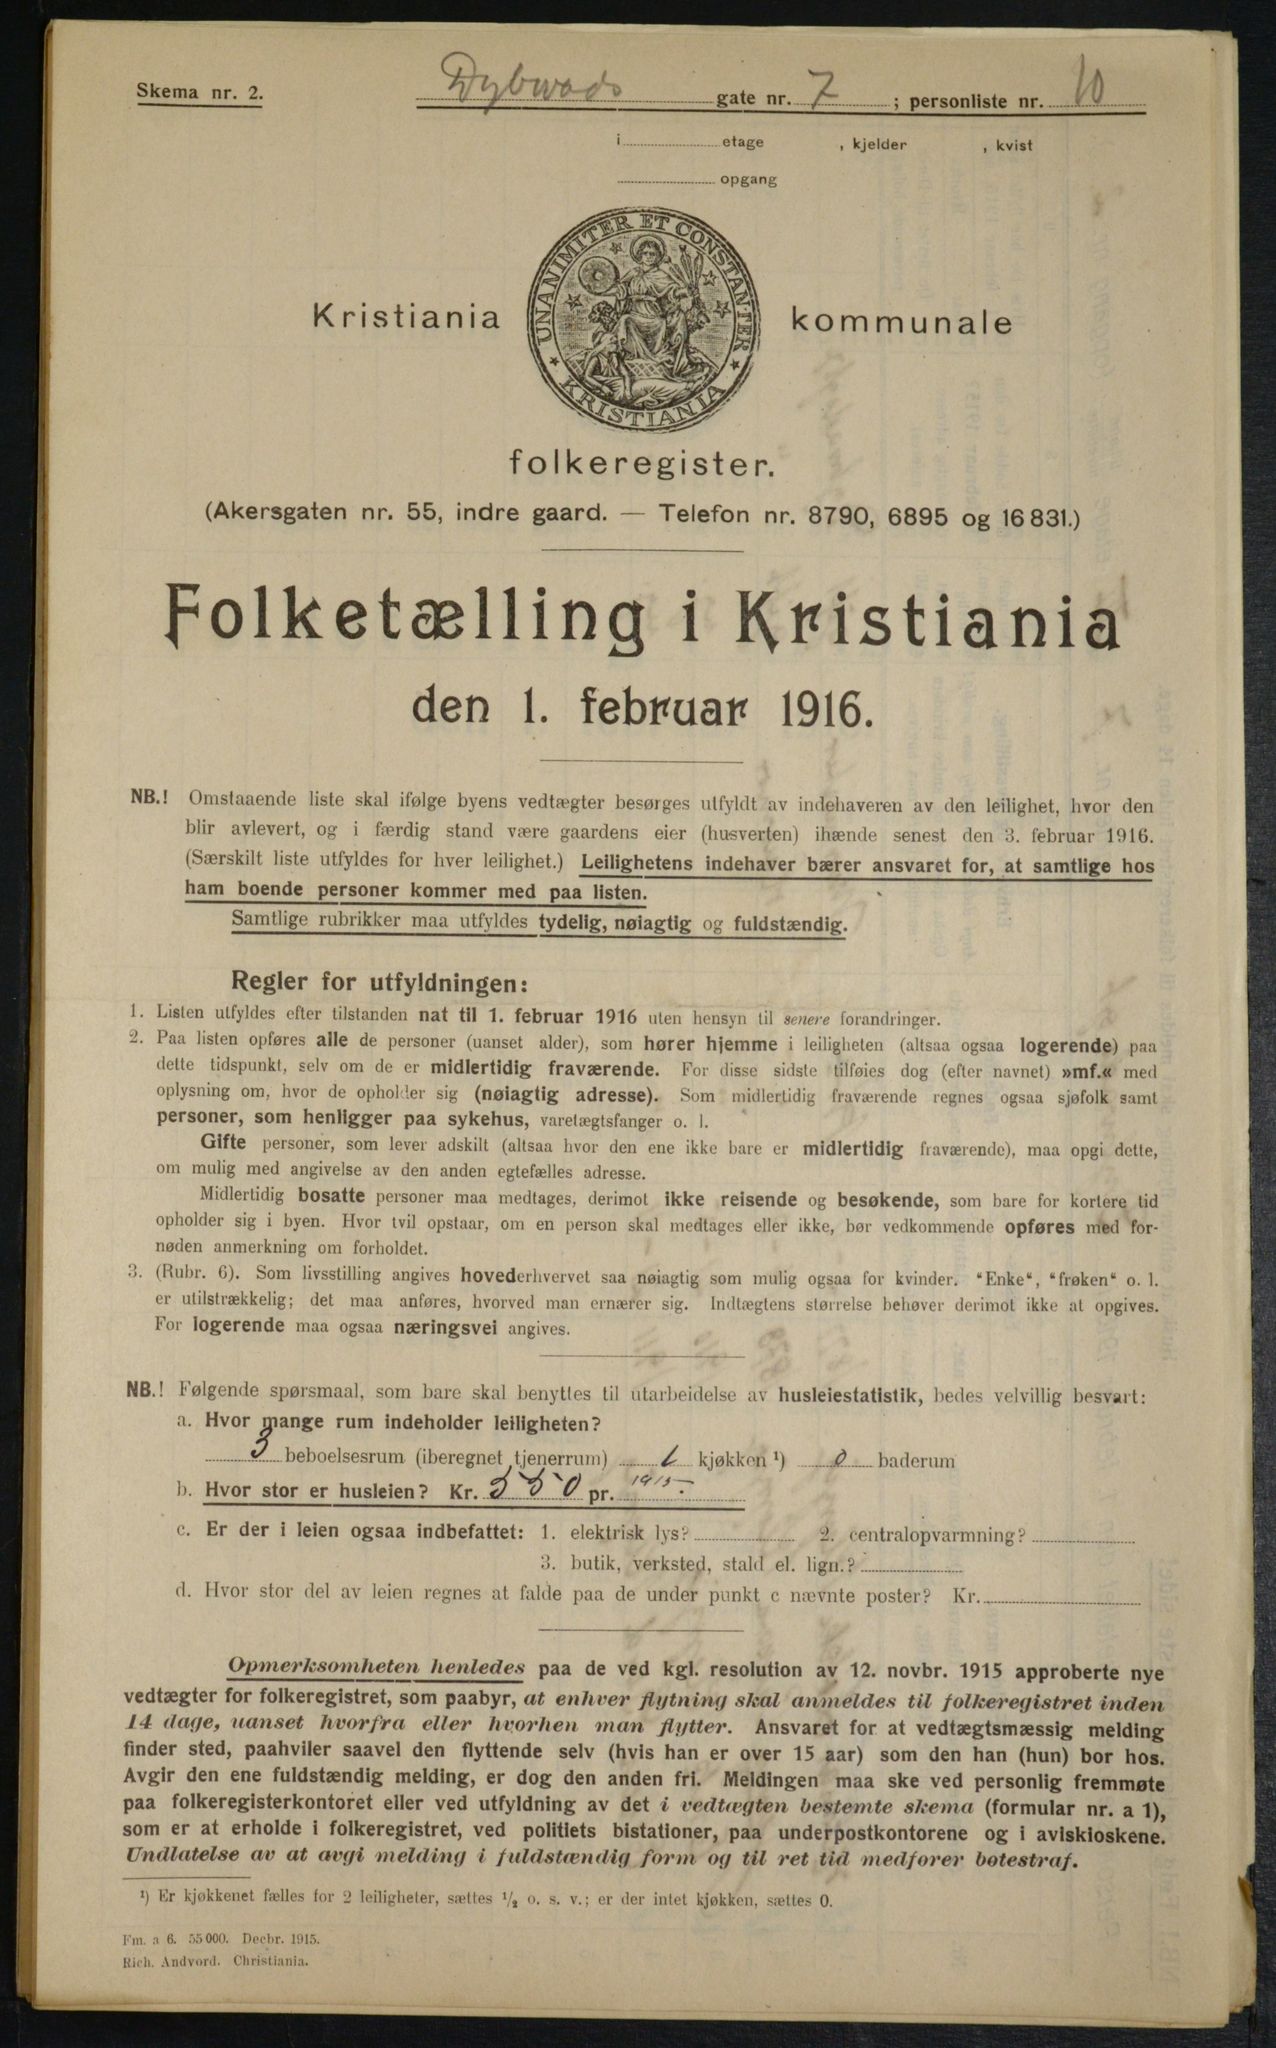 Skema nr. 2. Dybwads gate nr. 7 ; personliste nr. 10
i etage , kjelder , kvist
opgang
UNANIMITER ET CONSTANTER
KRISTIANIA
Kristiania kommunale
folkeregister.
(Akersgaten nr. 55, indre gaard. — Telefon nr. 8790, 6895 og 16 831.)
Folketælling i Kristiania
den 1. februar 1916.
NB.! Omstaaende liste skal ifølge byens vedtægter besørges utfyldt av indehaveren av den leilighet, hvor den
blir avlevert, og i færdig stand være gaardens eier (husverten) ihænde senest den 3. februar 1916.
(Særskilt liste utfyldes for hver leilighet.) Leilighetens indehaver bærer ansvaret for, at samtlige hos
ham boende personer kommer med paa listen.
Samtlige rubrikker maa utfyldes tydelig, nøiagtig og fuldstændig.
Regler for utfyldningen:
1. Listen utfyldes efter tilstanden nat til 1. februar 1916 uten hensyn til senere forandringer.
2. Paa listen opføres alle de personer (uanset alder), som hører hjemme i leiligheten (altsaa ogsaa logerende) paa
dette tidspunkt, selv om de er midlertidig fraværende. For disse sidste tilføies dog (efter navnet) »mf.« med
oplysning om, hvor de opholder sig (nøiagtig adresse). Som midlertidig fraværende regnes ogsaa sjøfolk samt
personer, som henligger paa sykehus, varetægtsfanger o. l.
Gifte personer, som lever adskilt (altsaa hvor den ene ikke bare er midlertidig fraværende), maa opgi dette,
om mulig med angivelse av den anden egtefælles adresse.
Midlertidig bosatte personer maa medtages, derimot ikke reisende og besøkende, som bare for kortere tid
opholder sig i byen. Hvor tvil opstaar, om en person skal medtages eller ikke, bør vedkommende opføres med for-
nøden anmerkning om forholdet.
3. (Rubr. 6). Som livsstilling angives hovederhvervet saa nøiagtig som mulig ogsaa for kvinder. "Enke", "frøken" o. l.
er utilstrækkelig; det maa anføres, hvorved man ernærer sig. Indtægtens størrelse behøver derimot ikke at opgives.
For logerende maa ogsaa næringsvei angives.
NB.! Følgende spørsmaal, som bare skal benyttes til utarbeidelse av husleiestatistik, bedes velvillig besvart:
a. Hvor mange rum indeholder leiligheten?
3 beboelsesrum (iberegnet tjenerrum) 1 kjøkken ¹) 0 baderum
b. Hvor stor er husleien? Kr. 550 pr. 1915.
c. Er der i leien ogsaa indbefattet: 1. elektrisk lys? 2. centralopvarmning?
3. butik, verksted, stald el. lign.?
d. Hvor stor del av leien regnes at falde paa de under punkt c nævnte poster? Kr.
Opmerksomheten henledes paa de ved kgl. resolution av 12. novbr. 1915 approberte nye
vedtægter for folkeregistret, som paabyr, at enhver flytning skal anmeldes til folkeregistret inden
14 dage, uanset hvorfra eller hvorhen man flytter. Ansvaret for at vedtægtsmæssig melding
finder sted, paahviler saavel den flyttende selv (hvis han er over 15 aar) som den han (hun) bor hos.
Avgir den ene fuldstændig melding, er dog den anden fri. Meldingen maa ske ved personlig fremmøte
paa folkeregisterkontoret eller ved utfyldning av det i vedtægten bestemte skema (formular nr. a 1),
som er at erholde i folkeregistret, ved politiets bistationer, paa underpostkontorene og i aviskioskene.
Undlatelse av at avgi melding i fuldstændig form og til ret tid medfører bøtestraf.
¹) Er kjøkkenet fælles for 2 leiligheter, sættes ½ o. s. v.; er der intet kjøkken, sættes 0.
Fm. a 6. 55 000. Decbr. 1915.
Rich. Andvord. Christiania.